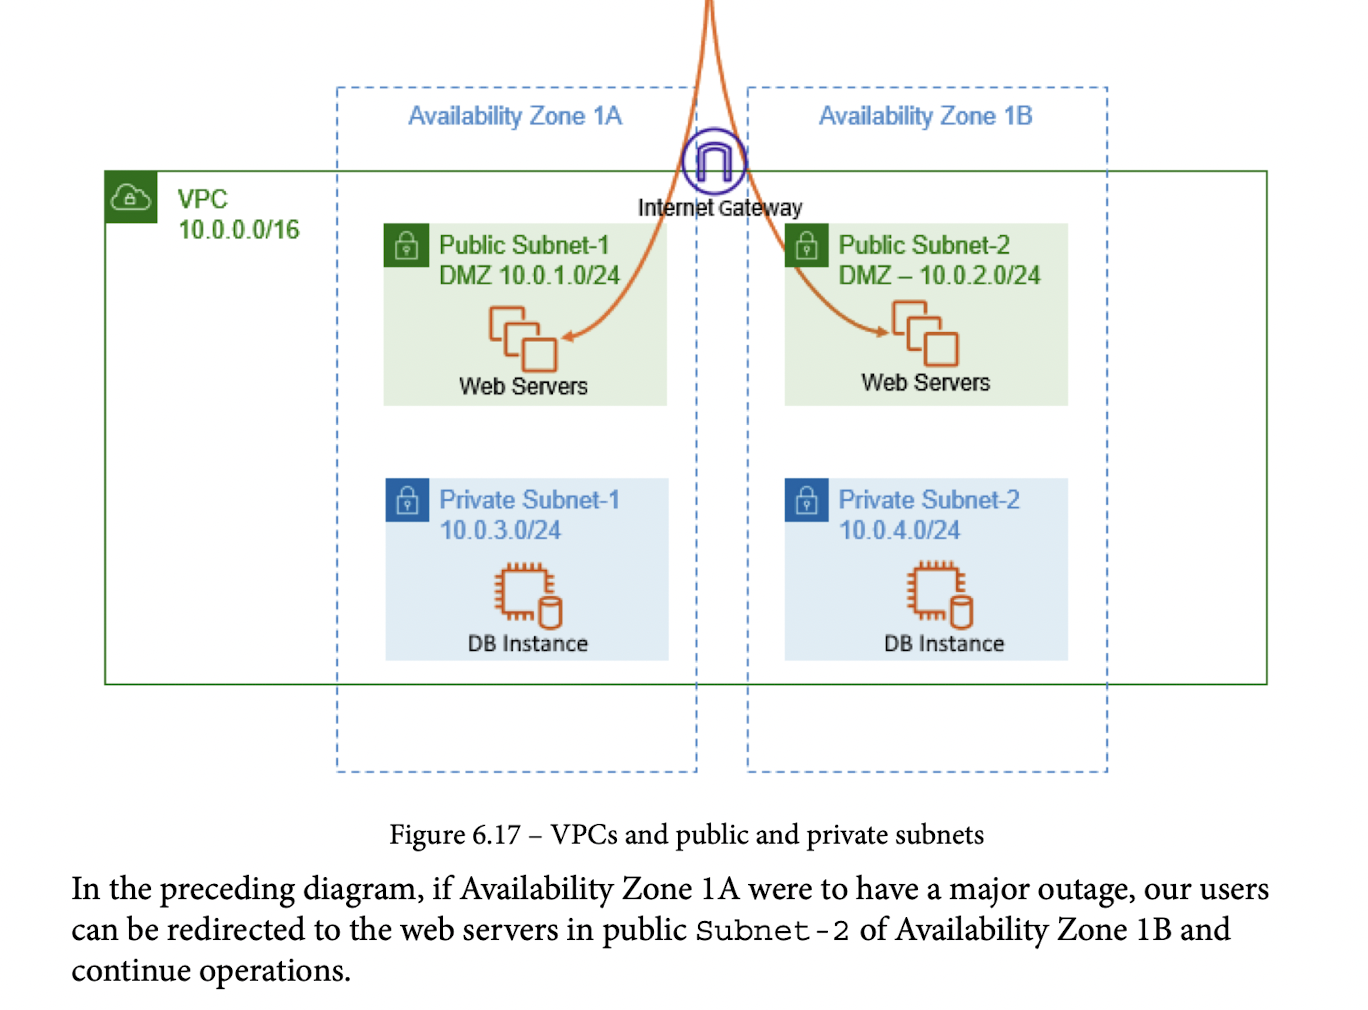 Availability Zone 1A
Availability Zone 1B
VPC
10.0.0.0/16
Internet Gateway
Public Subnet-1
DMZ 10.0.1.0/24
Web Servers
Public Subnet-2
DMZ – 10.0.2.0/24
Web Servers
Private Subnet-1
10.0.3.0/24
DB Instance
Private Subnet-2
10.0.4.0/24
DB Instance
Figure 6.17 – VPCs and public and private subnets
In the preceding diagram, if Availability Zone 1A were to have a major outage, our users
can be redirected to the web servers in public Subnet-2 of Availability Zone 1B and
continue operations.